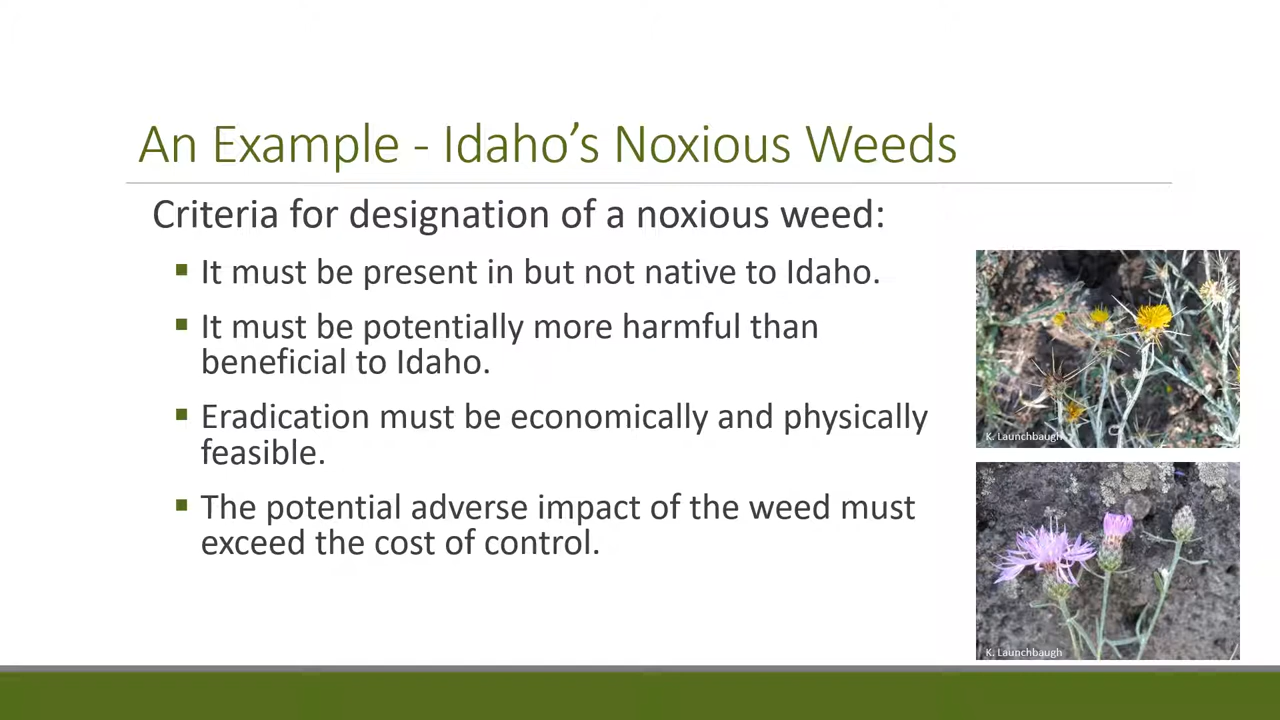 An Example - Idaho’s Noxious Weeds
Criteria for designation of a noxious weed:
▪ It must be present in but not native to Idaho.
▪ It must be potentially more harmful than
beneficial to Idaho.
▪ Eradication must be economically and physically
feasible.
▪ The potential adverse impact of the weed must
exceed the cost of control.
K. Launchbaugh
K. Launchbaugh